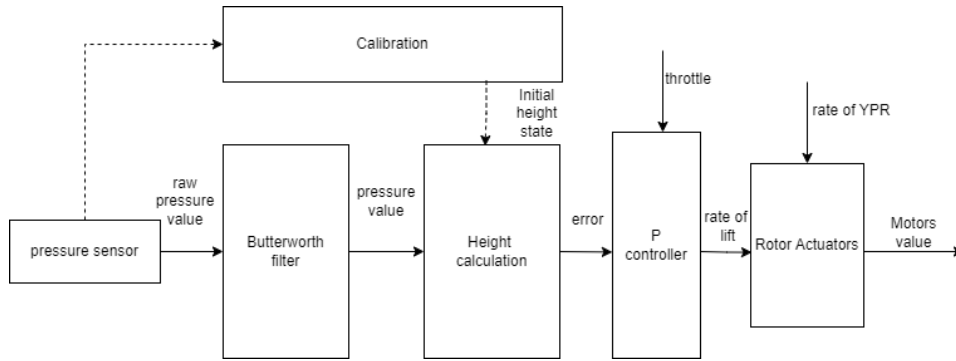 Calibration
Initial
height
state
throttle
rate of YPR
raw
pressure
value
pressure
value
error
rate of
lift
Motors
value
pressure sensor
Butterworth
filter
Height
calculation
P
controller
Rotor Actuators